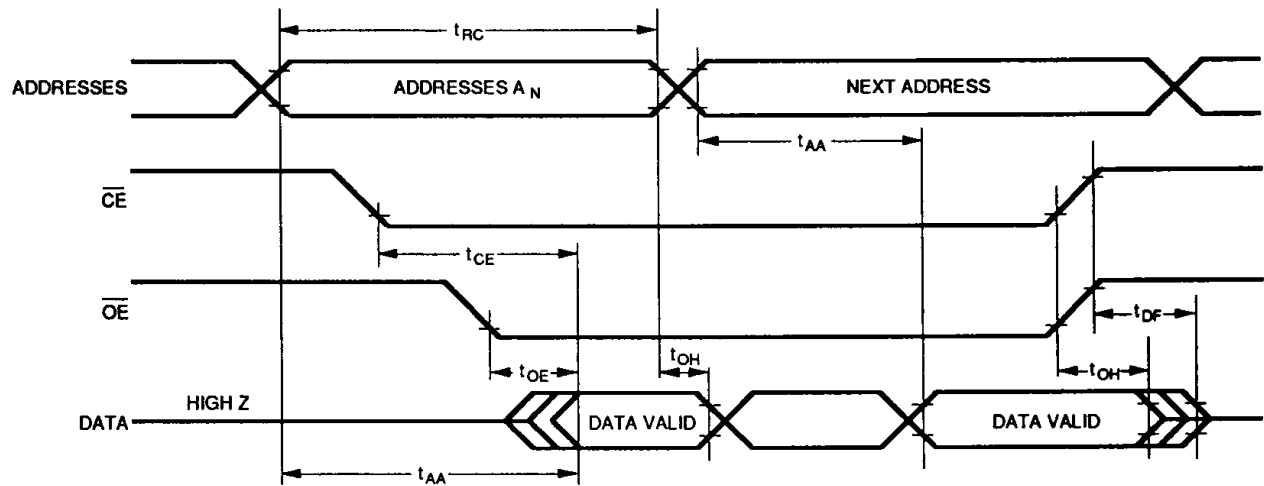 tRC
ADDRESSES
ADDRESSES AN
NEXT ADDRESS
tAA
CE
tCE
OE
tDF
tOE
tOH
tOH
HIGH Z
DATA
DATA VALID
DATA VALID
tAA